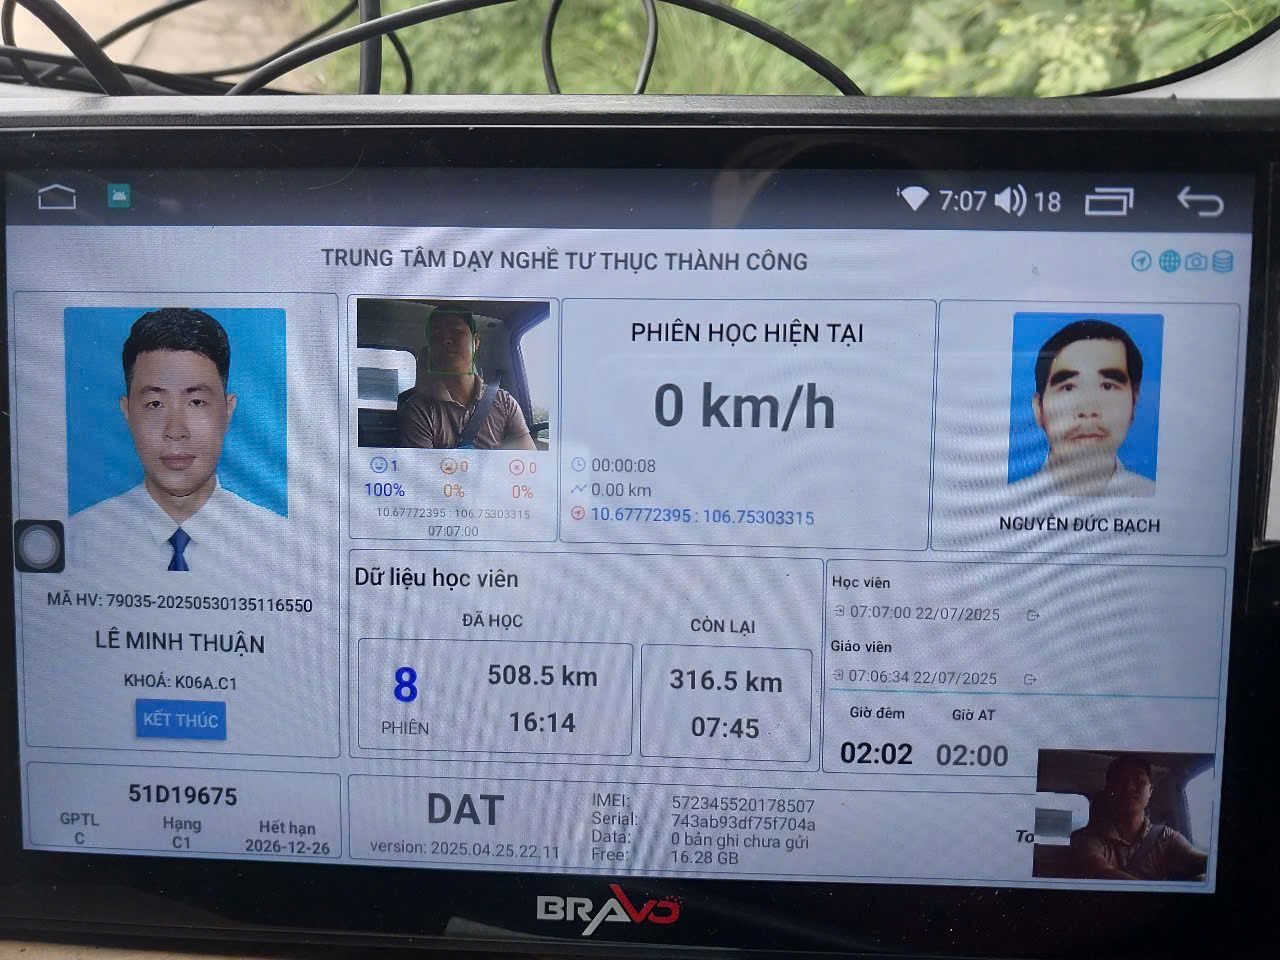 7:07 18
TRUNG TÂM DẠY NGHỀ TƯ THỤC THÀNH CÔNG
MÃ HV: 79035-20250530135116550
LÊ MINH THUẬN
KHOÁ: K06A.C1
KẾT THÚC
1 0 0
100% 0% 0%
10.67772395 : 106.75303315
07:07:00
PHIÊN HỌC HIỆN TẠI
0 km/h
00:00:08
0.00 km
10.67772395 : 106.75303315
NGUYỄN ĐỨC BẠCH
Dữ liệu học viên
ĐÃ HỌC
8
PHIÊN
508.5 km
16:14
CÒN LẠI
316.5 km
07:45
Học viên
07:07:00 22/07/2025
Giáo viên
07:06:34 22/07/2025
Giờ đêm Giờ AT
02:02 02:00
51D19675
GPTL Hạng Hết hạn
C C1 2026-12-26
DAT
version: 2025.04.25.22.11
IMEI: 572345520178507
Serial: 743ab93df75f704a
Data: 0 bản ghi chưa gửi
Free: 16.28 GB
To
BRAVO